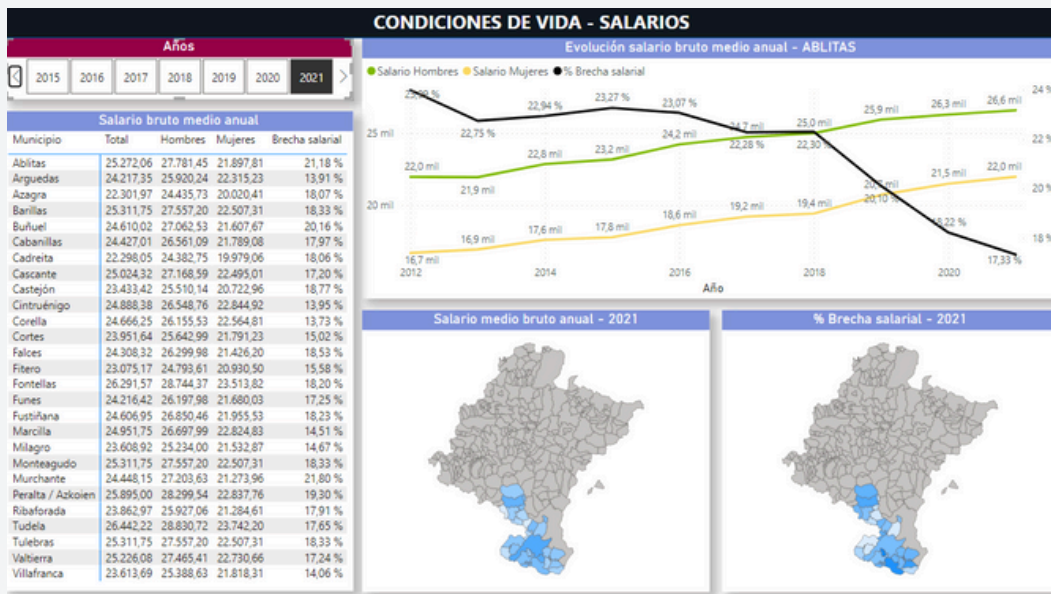 CONDICIONES DE VIDA - SALARIOS
Años
2015 2016 2017 2018 2019 2020 2021
Salario bruto medio anual
Municipio Total Hombres Mujeres Brecha salarial
Ablitas 25.272,06 27.781,45 21.897,81 21,18 %
Arguedas 24.217,35 25.920,24 22.315,23 13,91 %
Azagra 22.301,97 24.435,73 20.020,41 18,07 %
Barillas 25.311,75 27.557,20 22.507,31 18,33 %
Buñuel 24.610,02 27.062,53 21.607,67 20,16 %
Cabanillas 24.427,01 26.561,09 21.789,08 17,97 %
Cadreita 22.298,05 24.382,75 19.979,06 18,06 %
Cascante 25.024,32 27.168,59 22.495,01 17,20 %
Castejón 23.433,42 25.510,14 20.722,96 18,77 %
Cintruénigo 24.888,38 26.548,76 22.844,92 13,95 %
Corella 24.666,25 26.155,53 22.564,81 13,73 %
Cortes 23.951,64 25.642,99 21.791,23 15,02 %
Falces 24.308,32 26.299,98 21.426,20 18,53 %
Fitero 23.075,17 24.793,61 20.930,50 15,58 %
Fontellas 26.291,57 28.744,37 23.513,82 18,20 %
Funes 24.216,42 26.197,98 21.680,03 17,25 %
Fustiñana 24.606,95 26.850,46 21.955,53 18,23 %
Marcilla 24.951,75 26.697,99 22.824,83 14,51 %
Milagro 23.608,92 25.234,00 21.532,87 14,67 %
Monteagudo 25.311,75 27.557,20 22.507,31 18,33 %
Murchante 24.448,15 27.203,63 21.273,96 21,80 %
Peralta / Azkoien 25.895,00 28.299,54 22.837,76 19,30 %
Ribaforada 23.862,97 25.927,06 21.284,61 17,91 %
Tudela 26.442,22 28.830,72 23.742,20 17,65 %
Tulebras 25.311,75 27.557,20 22.507,31 18,33 %
Valtierra 25.226,08 27.465,41 22.730,66 17,24 %
Villafranca 23.613,69 25.388,63 21.818,31 14,06 %
Evolución salario bruto medio anual - ABLITAS
Salario Hombres Salario Mujeres % Brecha salarial
24 %
22,94 % 23,27 % 23,07 % 25,9 mil 26,3 mil 26,6 mil
25 mil 22,75 % 24,2 mil 24,7 mil 25,0 mil
22,28 % 22,30 % 22 %
22,0 mil 21,9 mil 22,8 mil 23,2 mil
20,10 % 21,5 mil 22,0 mil
20 mil 20 %
16,7 mil 16,9 mil 17,6 mil 17,8 mil 18,6 mil 19,2 mil 19,4 mil
18,22 % 17,33 % 18 %
2012 2014 2016 2018 2020
Año
Salario medio bruto anual - 2021
% Brecha salarial - 2021